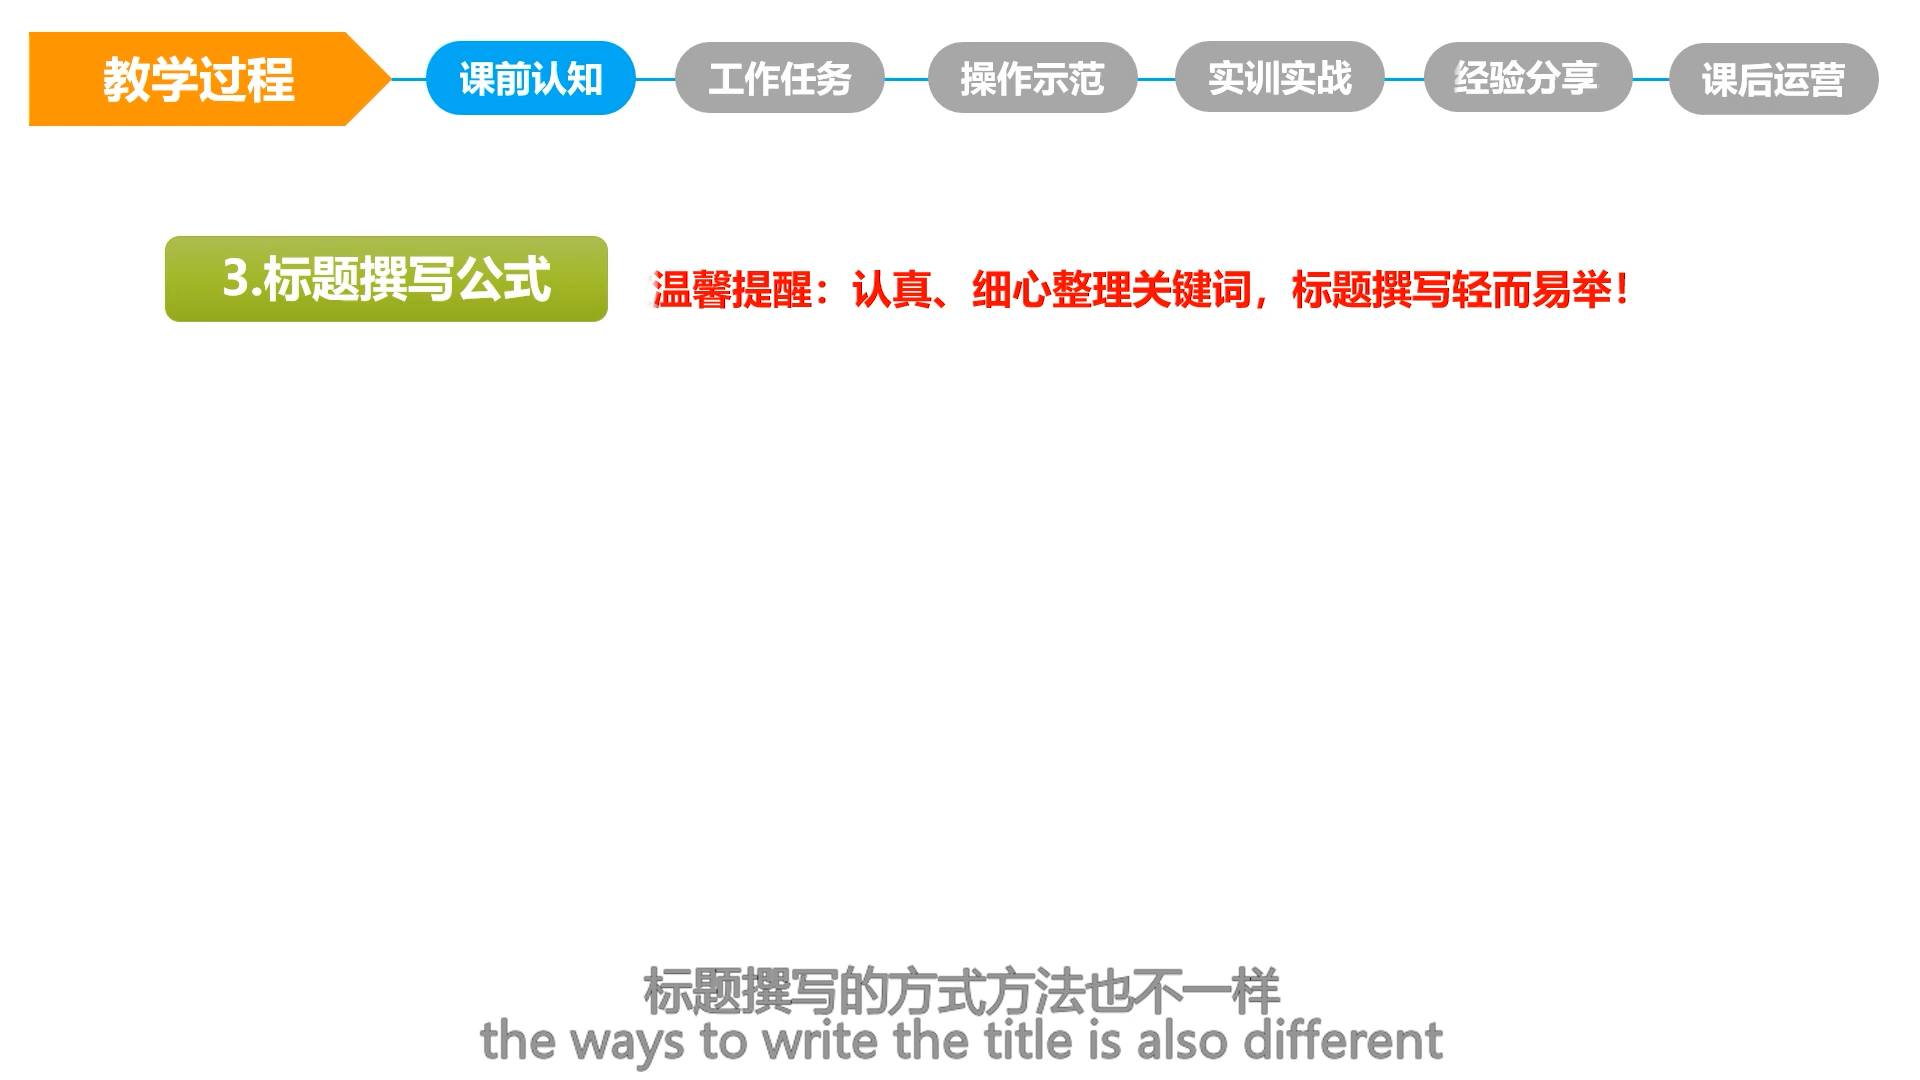 教学过程
课前认知
工作任务
操作示范
实训实战
经验分享
课后运营
3.标题撰写公式
温馨提醒：认真、细心整理关键词，标题撰写轻而易举！
标题撰写的方式方法也不一样
the ways to write the title is also different